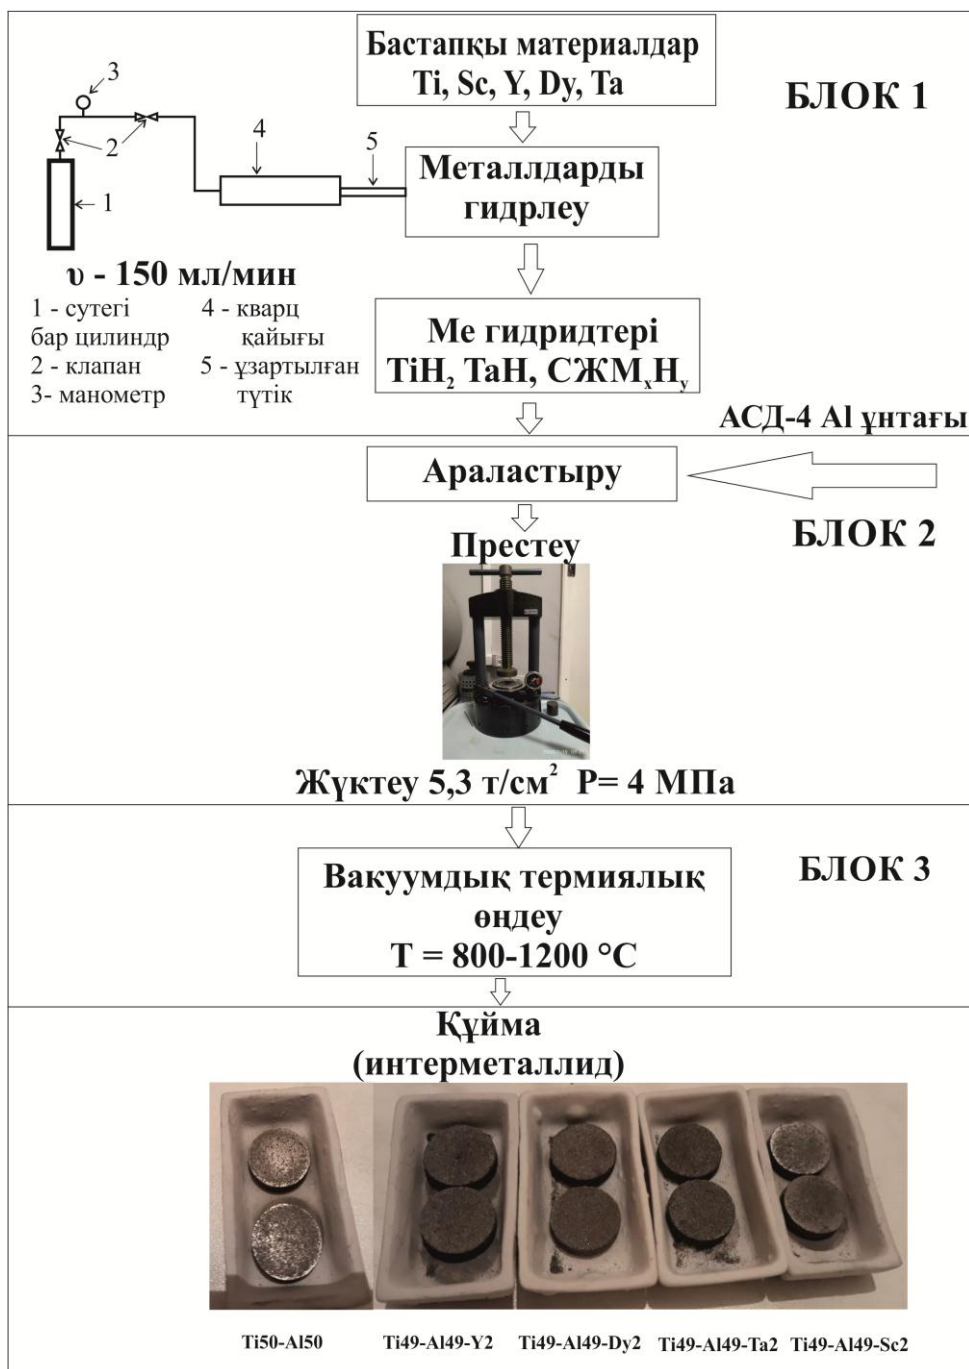 Бастапқы материалдар
Ti, Sc, Y, Dy, Ta
БЛОК 1
3
2
4
5
1
Металлдарды
гидрлеу
υ - 150 мл/мин
1 - сутегі
бар цилиндр
2 - клапан
3- манометр
4 - кварц
қайығы
5 - ұзартылған
түтік
Ме гидридтері
TiH₂ TaH, СЖМₓHᵧ
АСД-4 Al ұнтағы
Араластыру
БЛОК 2
Престеу
Жүктеу 5,3 т/см² P= 4 МПа
БЛОК 3
Вакуумдық термиялық
өңдеу
T = 800-1200 °C
Құйма
(интерметаллид)
Ti50-Al50
Ti49-Al49-Y2
Ti49-Al49-Dy2
Ti49-Al49-Ta2
Ti49-Al49-Sc2